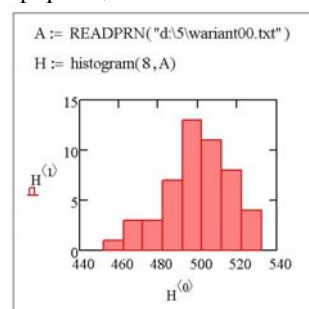 A := READPRN("d:\5\wariant00.txt")
H := histogram(8,A)
15
10
5
0
H⟨1⟩
440 460 480 500 520 540
H⟨0⟩